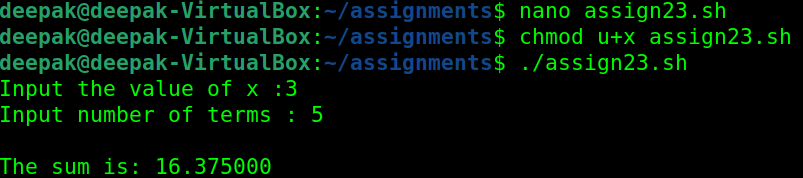 deepak@deepak-VirtualBox:~/assignments$ nano assign23.sh
deepak@deepak-VirtualBox:~/assignments$ chmod u+x assign23.sh
deepak@deepak-VirtualBox:~/assignments$ ./assign23.sh
Input the value of x :3
Input number of terms : 5
The sum is: 16.375000